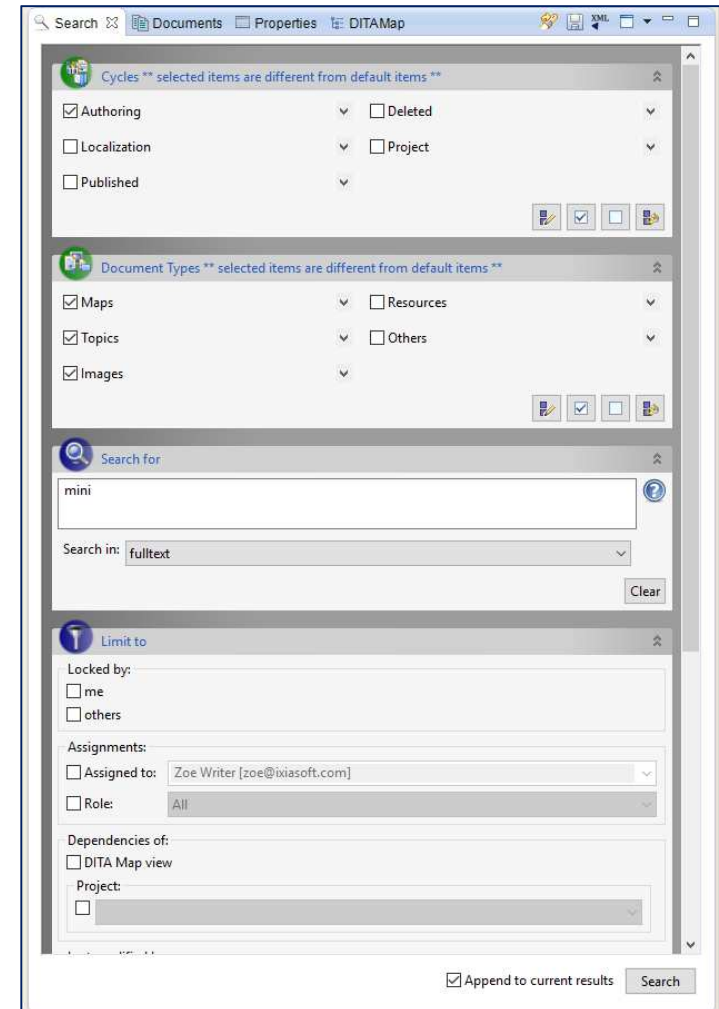 Search Documents Properties DITAMap XML
Cycles ** selected items are different from default items **
Authoring Deleted
Localization Project
Published
Document Types ** selected items are different from default items **
Maps Resources
Topics Others
Images
Search for
mini
Search in: fulltext
Clear
Limit to
Locked by:
me
others
Assignments:
Assigned to: Zoe Writer [zoe@ixiasoft.com]
Role: All
Dependencies of:
DITA Map view
Project:
Append to current results Search